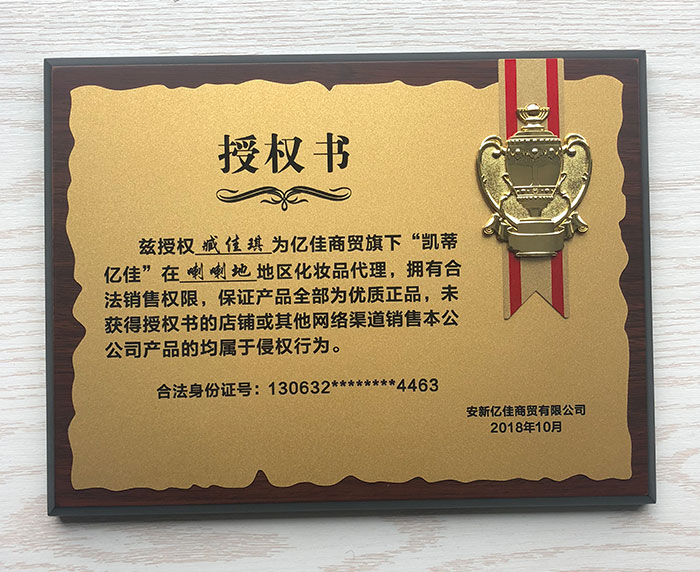 授权书
兹授权 臧佳琪 为亿佳商贸旗下“凯蒂
亿佳”在 喇喇地 地区化妆品代理，拥有合
法销售权限，保证产品全部为优质正品，未
获得授权书的店铺或其他网络渠道销售本公
公司产品的均属于侵权行为。
合法身份证号：130632********4463
安新亿佳商贸有限公司
2018年10月